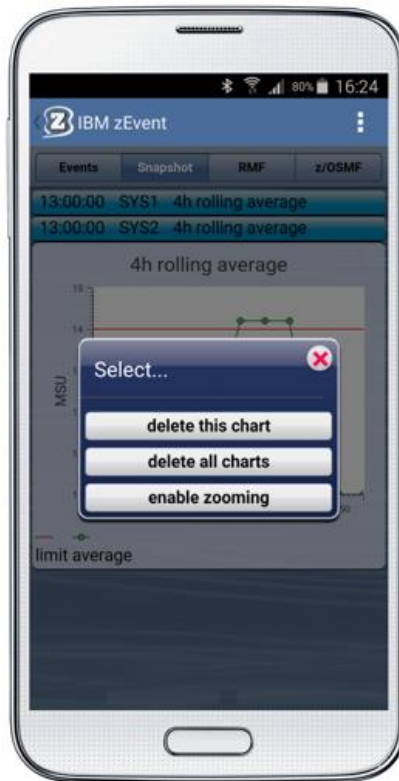 80% 16:24
IBM zEvent
Events Snapshot RMF z/OSMF
13:00:00 SYS1 4h rolling average
13:00:00 SYS2 4h rolling average
4h rolling average
15
14
MSU
Select...
delete this chart
delete all charts
enable zooming
limit average